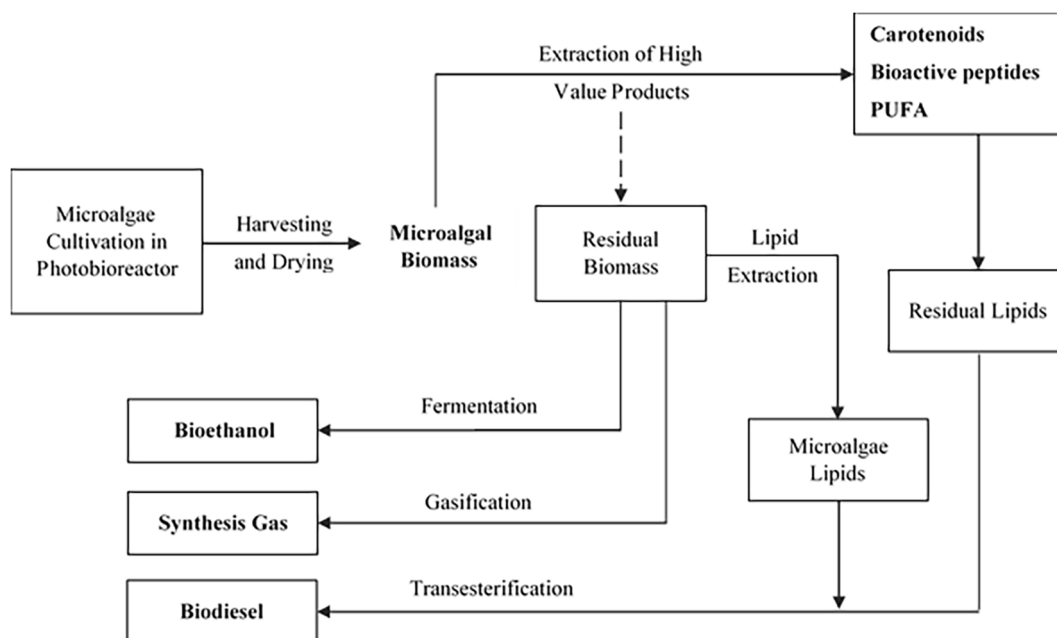 Extraction of High
Value Products
Carotenoids
Bioactive peptides
PUFA
Microalgae
Cultivation in
Photobioreactor
Harvesting
and Drying
Microalgal
Biomass
Residual
Biomass
Lipid
Extraction
Residual Lipids
Fermentation
Bioethanol
Microalgae
Lipids
Gasification
Synthesis Gas
Transesterification
Biodiesel